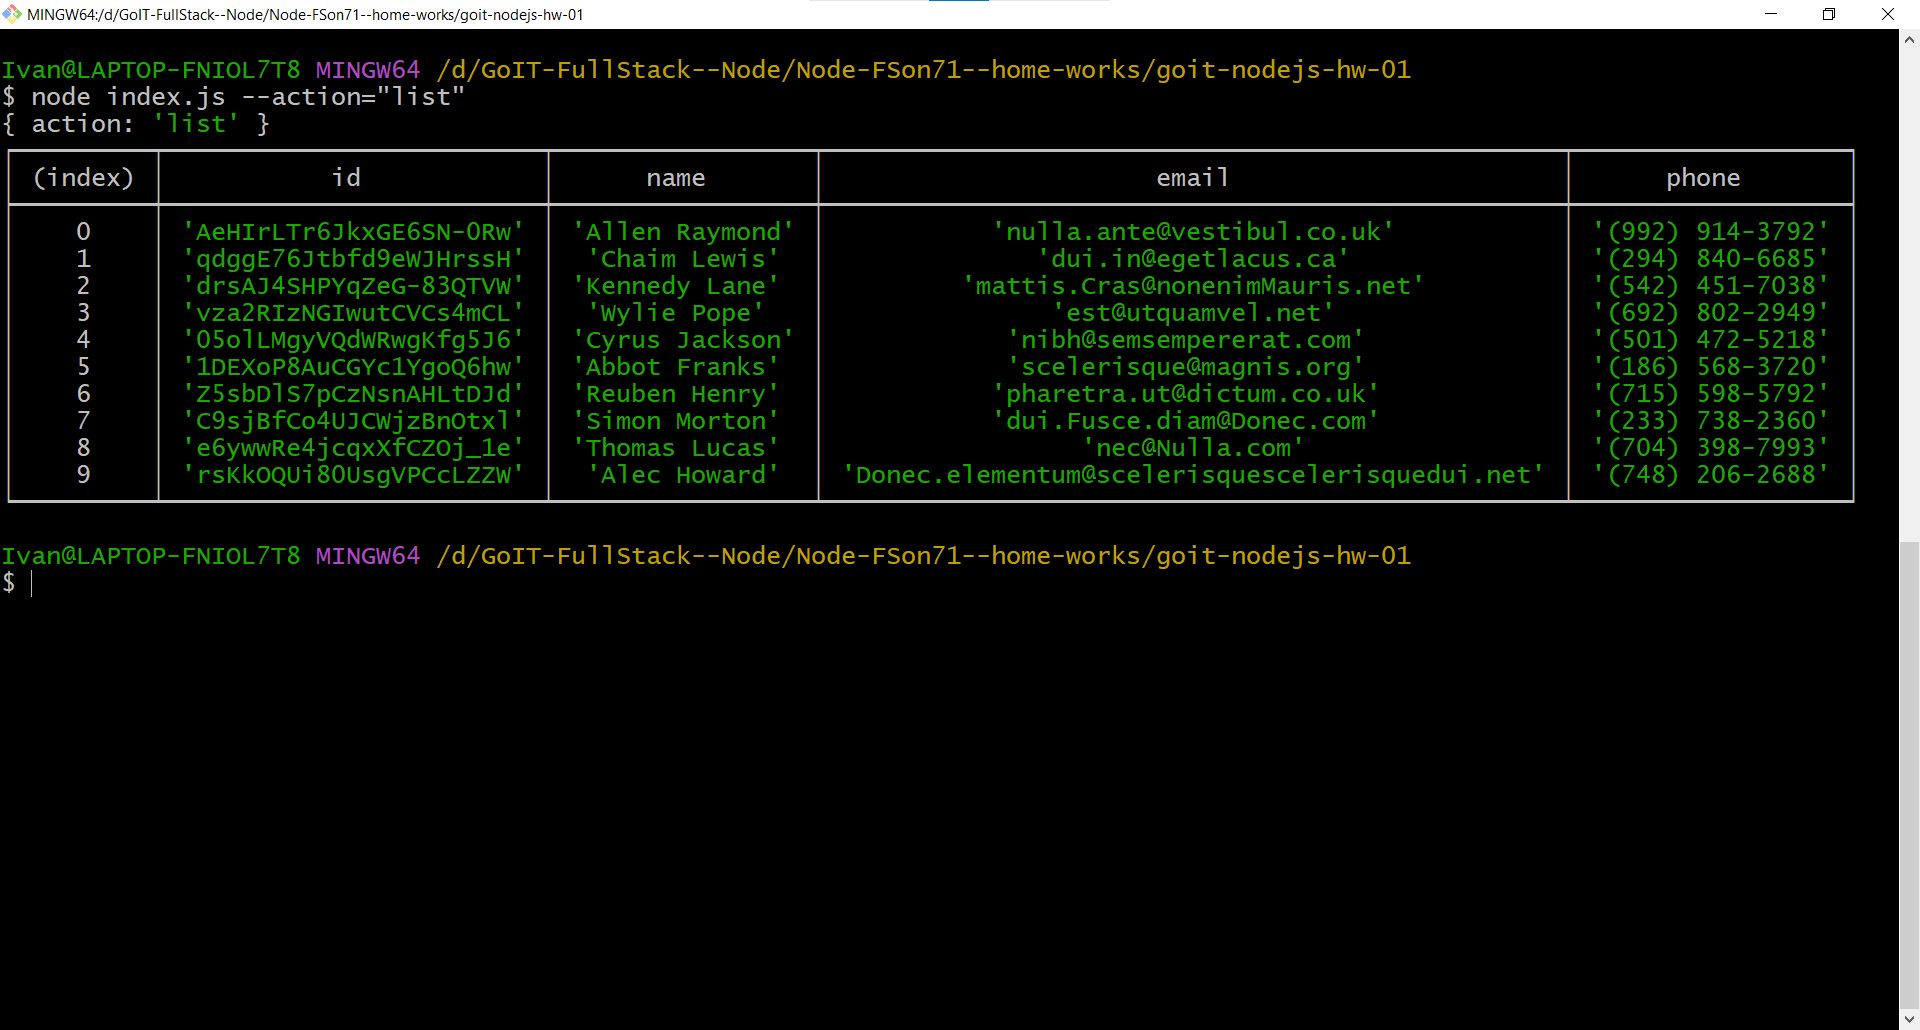 MINGW64:/d/GoIT-FullStack--Node/Node-FSon71--home-works/goit-nodejs-hw-01
Ivan@LAPTOP-FNIOL7T8 MINGW64 /d/GoIT-FullStack--Node/Node-FSon71--home-works/goit-nodejs-hw-01
$ node index.js --action="list"
{ action: 'list' }
(index) id name email phone
0 'AeHIrLTr6JkxGE6SN-0Rw' 'Allen Raymond' 'nulla.ante@vestibul.co.uk' '(992) 914-3792'
1 'qdggE76Jtbfd9eWJHrssH' 'Chaim Lewis' 'dui.in@egetlacus.ca' '(294) 840-6685'
2 'drsAJ4SHPYqZeG-83QTVW' 'Kennedy Lane' 'mattis.Cras@nonenimMauris.net' '(542) 451-7038'
3 'vza2RIzNGIwutCVCs4mCL' 'Wylie Pope' 'est@utquamvel.net' '(692) 802-2949'
4 '05olLMgyVQdWRwgKfg5J6' 'Cyrus Jackson' 'nibh@semsempererat.com' '(501) 472-5218'
5 '1DEXoP8AuCGYc1YgoQ6hw' 'Abbot Franks' 'scelerisque@magnis.org' '(186) 568-3720'
6 'Z5sbDlS7pCzNsnAHLtDJd' 'Reuben Henry' 'pharetra.ut@dictum.co.uk' '(715) 598-5792'
7 'C9sjBfCo4UJCWjzBnOtxl' 'Simon Morton' 'dui.Fusce.diam@Donec.com' '(233) 738-2360'
8 'e6ywwRe4jcqxXfCZOj_1e' 'Thomas Lucas' 'nec@Nulla.com' '(704) 398-7993'
9 'rsKkOQUi80UsgVPCcLZZW' 'Alec Howard' 'Donec.elementum@scelerisquescelerisquedui.net' '(748) 206-2688'
Ivan@LAPTOP-FNIOL7T8 MINGW64 /d/GoIT-FullStack--Node/Node-FSon71--home-works/goit-nodejs-hw-01
$